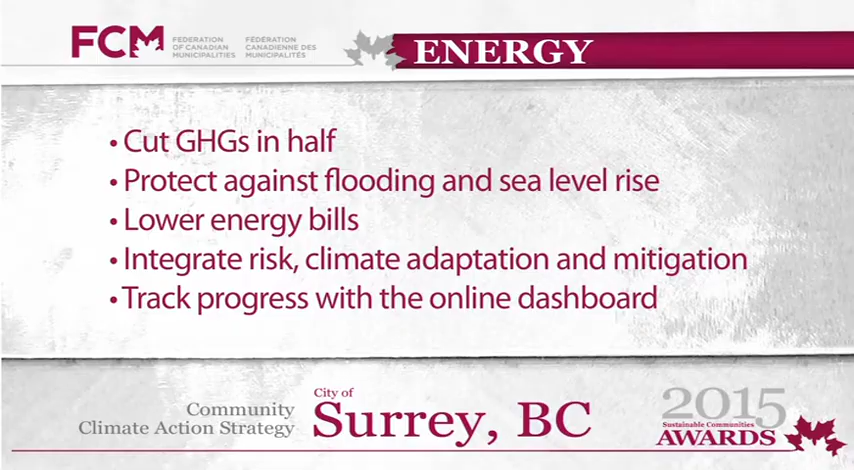 FCM
FEDERATION
OF CANADIAN
MUNICIPALITIES
FÉDÉRATION
CANADIENNE DES
MUNICIPALITÉS
ENERGY
• Cut GHGs in half
• Protect against flooding and sea level rise
• Lower energy bills
• Integrate risk, climate adaptation and mitigation
• Track progress with the online dashboard
Community
Climate Action Strategy
City of
Surrey, BC
2015
Sustainable Communities
AWARDS